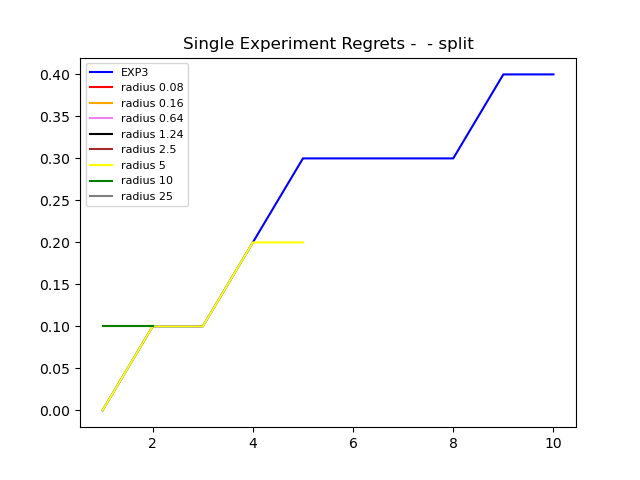 Single Experiment Regrets -  - split
EXP3
radius 0.08
radius 0.16
radius 0.64
radius 1.24
radius 2.5
radius 5
radius 10
radius 25
0.40
0.35
0.30
0.25
0.20
0.15
0.10
0.05
0.00
2 4 6 8 10